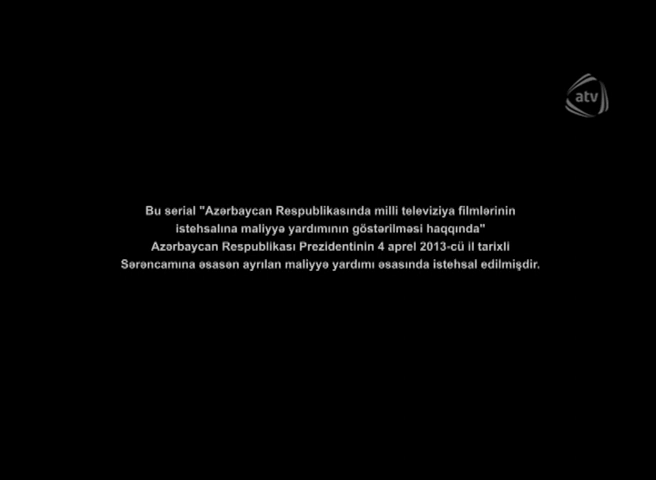 atv
Bu serial "Azərbaycan Respublikasında milli televiziya filmlərinin
istehsalına maliyyə yardımının göstərilməsi haqqında"
Azərbaycan Respublikası Prezidentinin 4 aprel 2013-cü il tarixli
Sərəncamına əsasən ayrılan maliyyə yardımı əsasında istehsal edilmişdir.